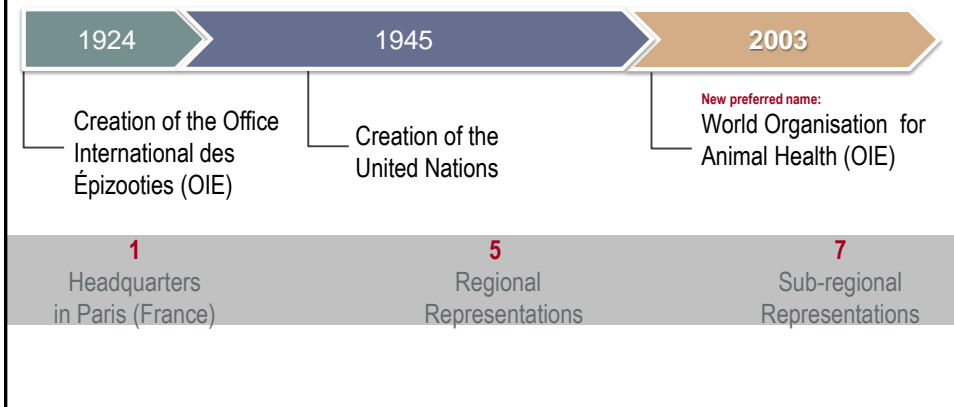 1924
1945
2003
Creation of the Office
International des
Épizooties (OIE)
Creation of the
United Nations
New preferred name:
World Organisation for
Animal Health (OIE)
1
Headquarters
in Paris (France)
5
Regional
Representations
7
Sub-regional
Representations